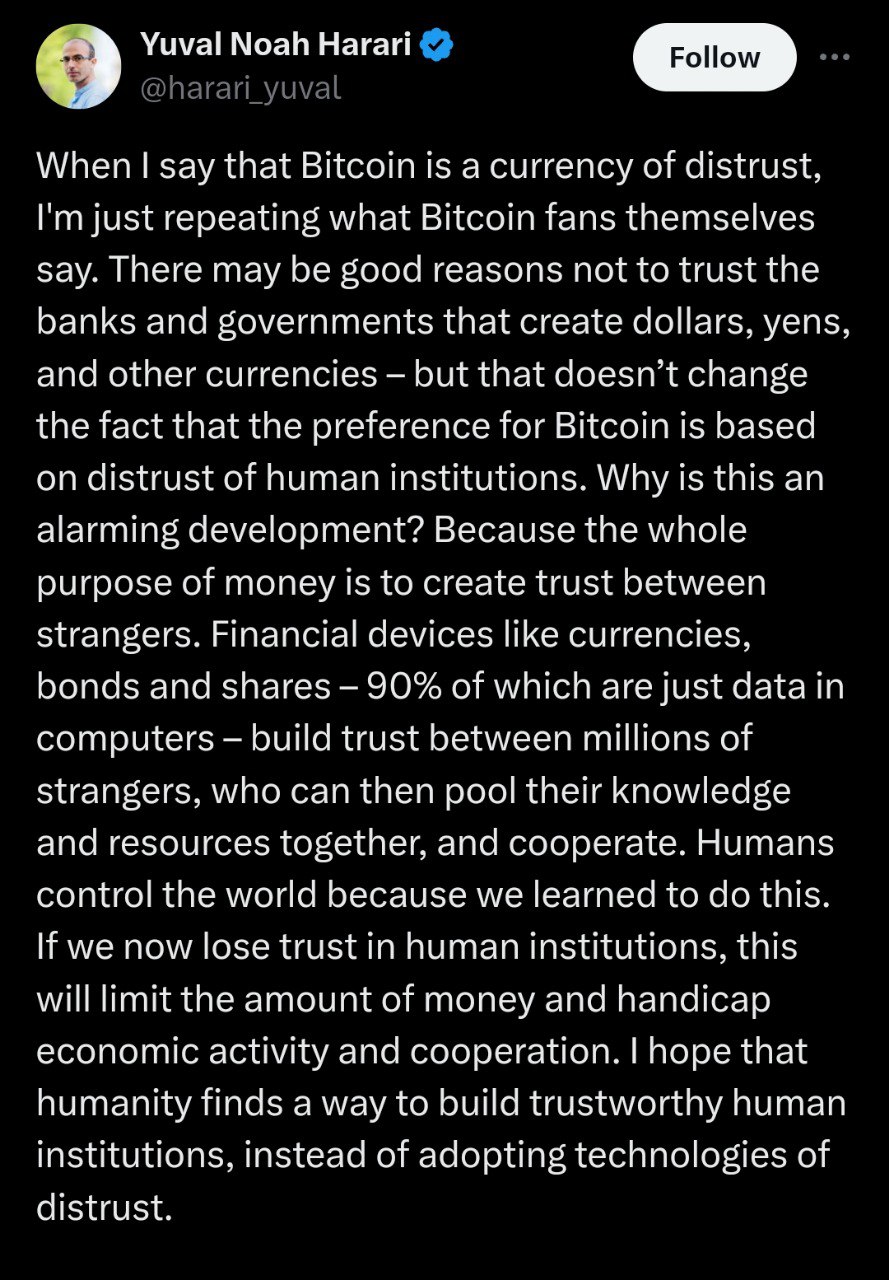 Yuval Noah Harari
@harari_yuval
Follow
When I say that Bitcoin is a currency of distrust,
I'm just repeating what Bitcoin fans themselves
say. There may be good reasons not to trust the
banks and governments that create dollars, yens,
and other currencies – but that doesn’t change
the fact that the preference for Bitcoin is based
on distrust of human institutions. Why is this an
alarming development? Because the whole
purpose of money is to create trust between
strangers. Financial devices like currencies,
bonds and shares – 90% of which are just data in
computers – build trust between millions of
strangers, who can then pool their knowledge
and resources together, and cooperate. Humans
control the world because we learned to do this.
If we now lose trust in human institutions, this
will limit the amount of money and handicap
economic activity and cooperation. I hope that
humanity finds a way to build trustworthy human
institutions, instead of adopting technologies of
distrust.